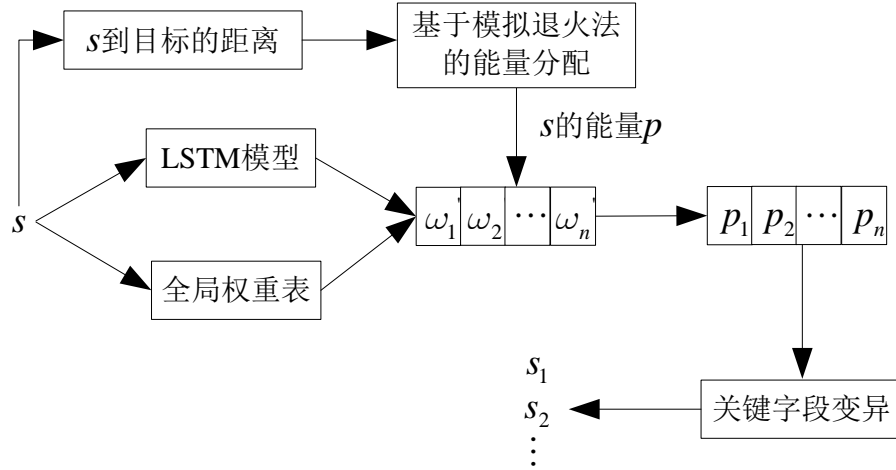 s到目标的距离
基于模拟退火法
的能量分配
s的能量p
LSTM模型
s
ω₁' ω₂' ⋯ ωₙ'
p₁ p₂ ⋯ pₙ
全局权重表
s₁
s₂
⋮
关键字段变异